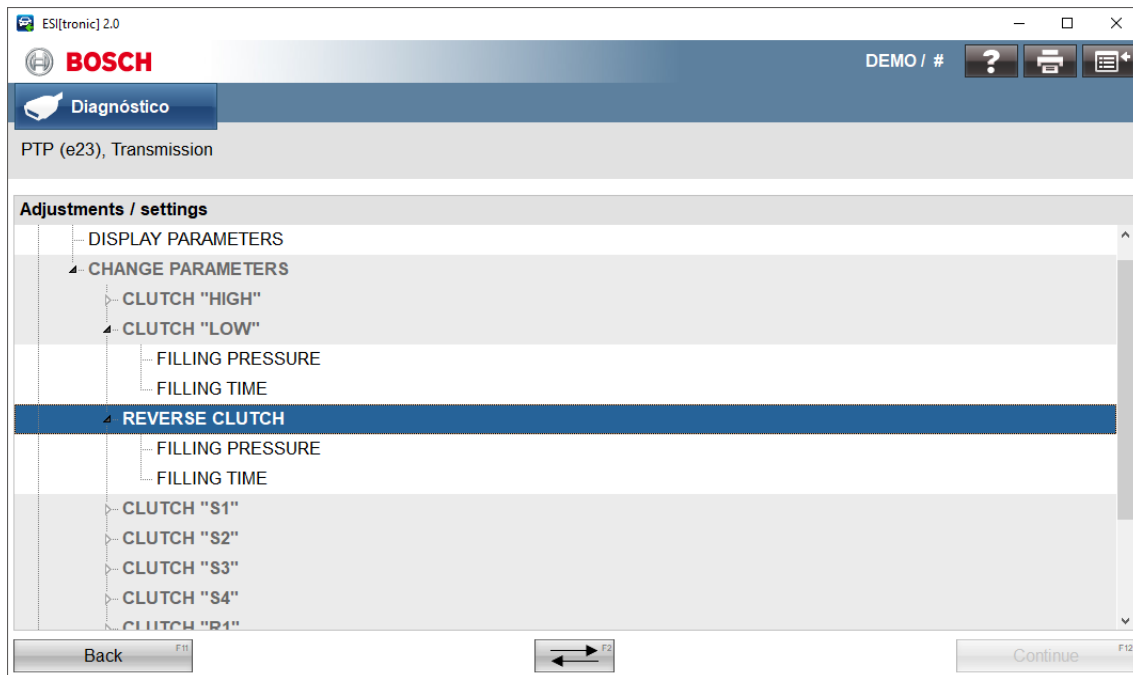 ESI[tronic] 2.0
BOSCH
DEMO / #
?
Diagnóstico
PTP (e23), Transmission
Adjustments / settings
DISPLAY PARAMETERS
CHANGE PARAMETERS
CLUTCH "HIGH"
CLUTCH "LOW"
FILLING PRESSURE
FILLING TIME
REVERSE CLUTCH
FILLING PRESSURE
FILLING TIME
CLUTCH "S1"
CLUTCH "S2"
CLUTCH "S3"
CLUTCH "S4"
CLUTCH "R1"
Back F11
F2
Continue F12